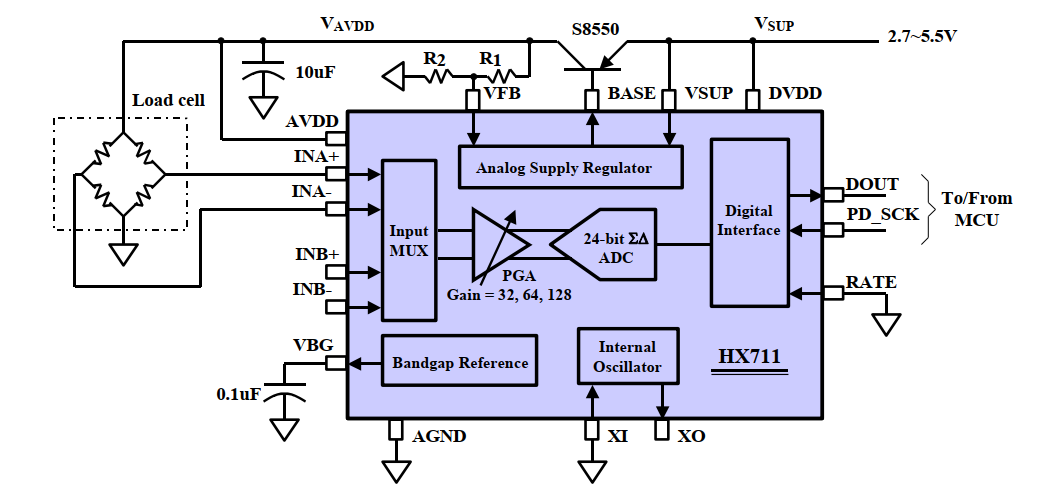 VAVDD
S8550
VSUP
2.7~5.5V
R2
R1
10uF
VFB
BASE
VSUP
DVDD
Load cell
AVDD
INA+
Analog Supply Regulator
INA-
DOUT
To/From
MCU
PD_SCK
Input
MUX
24-bit ΣΔ
ADC
Digital
Interface
INB+
PGA
Gain = 32, 64, 128
INB-
RATE
VBG
Bandgap Reference
Internal
Oscillator
HX711
0.1uF
AGND
XI
XO